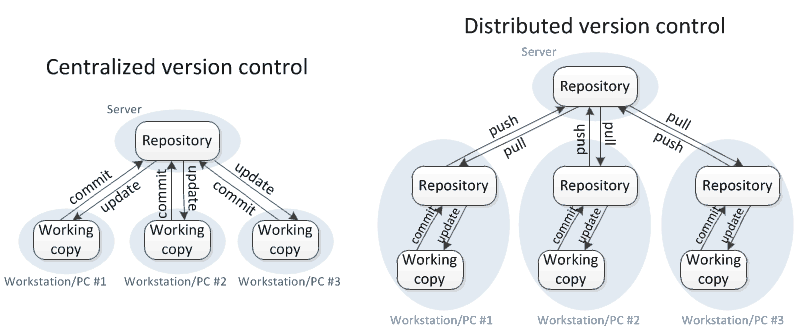 Centralized version control
Server
Repository
commit
update
commit
update
update
commit
Working
copy
Working
copy
Working
copy
Workstation/PC #1
Workstation/PC #2
Workstation/PC #3
Distributed version control
Server
Repository
push
pull
push
pull
pull
push
Repository
Repository
Repository
commit
update
commit
update
commit
update
Working
copy
Working
copy
Working
copy
Workstation/PC #1
Workstation/PC #2
Workstation/PC #3